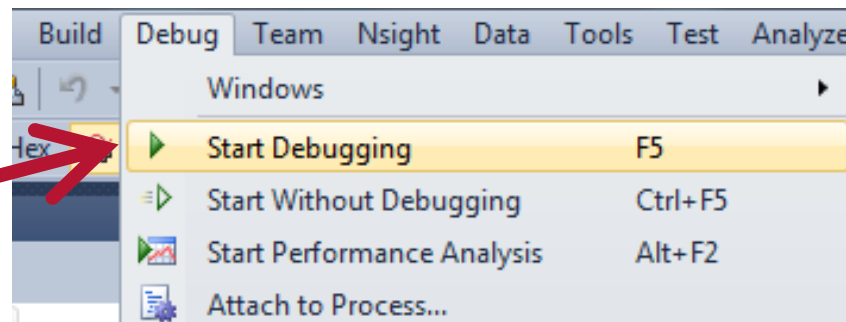 Build Debug Team Nsight Data Tools Test Analyze
Windows
Hex
Start Debugging F5
Start Without Debugging Ctrl+F5
Start Performance Analysis Alt+F2
Attach to Process...